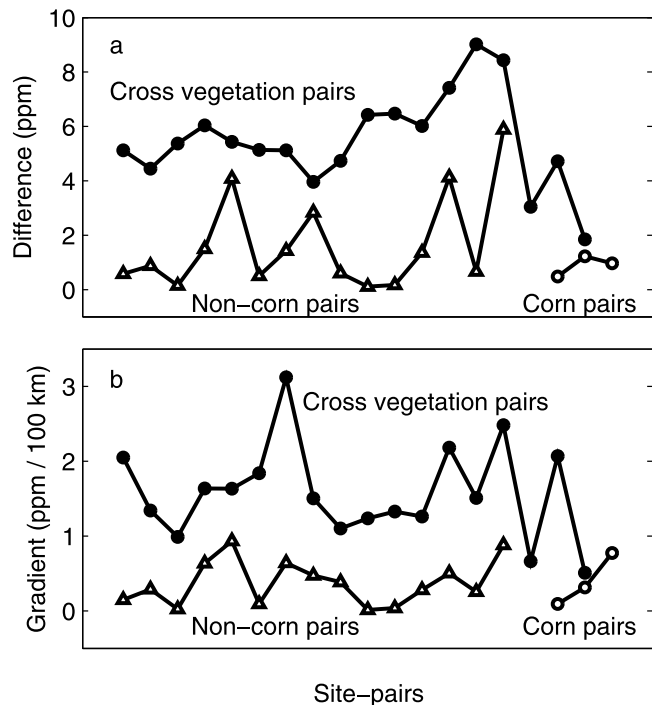 10
a
Cross vegetation pairs
8
6
4
2
0
Difference (ppm)
Non−corn pairs
Corn pairs
b
3
Cross vegetation pairs
2
1
0
Gradient (ppm / 100 km)
Non−corn pairs
Corn pairs
Site−pairs